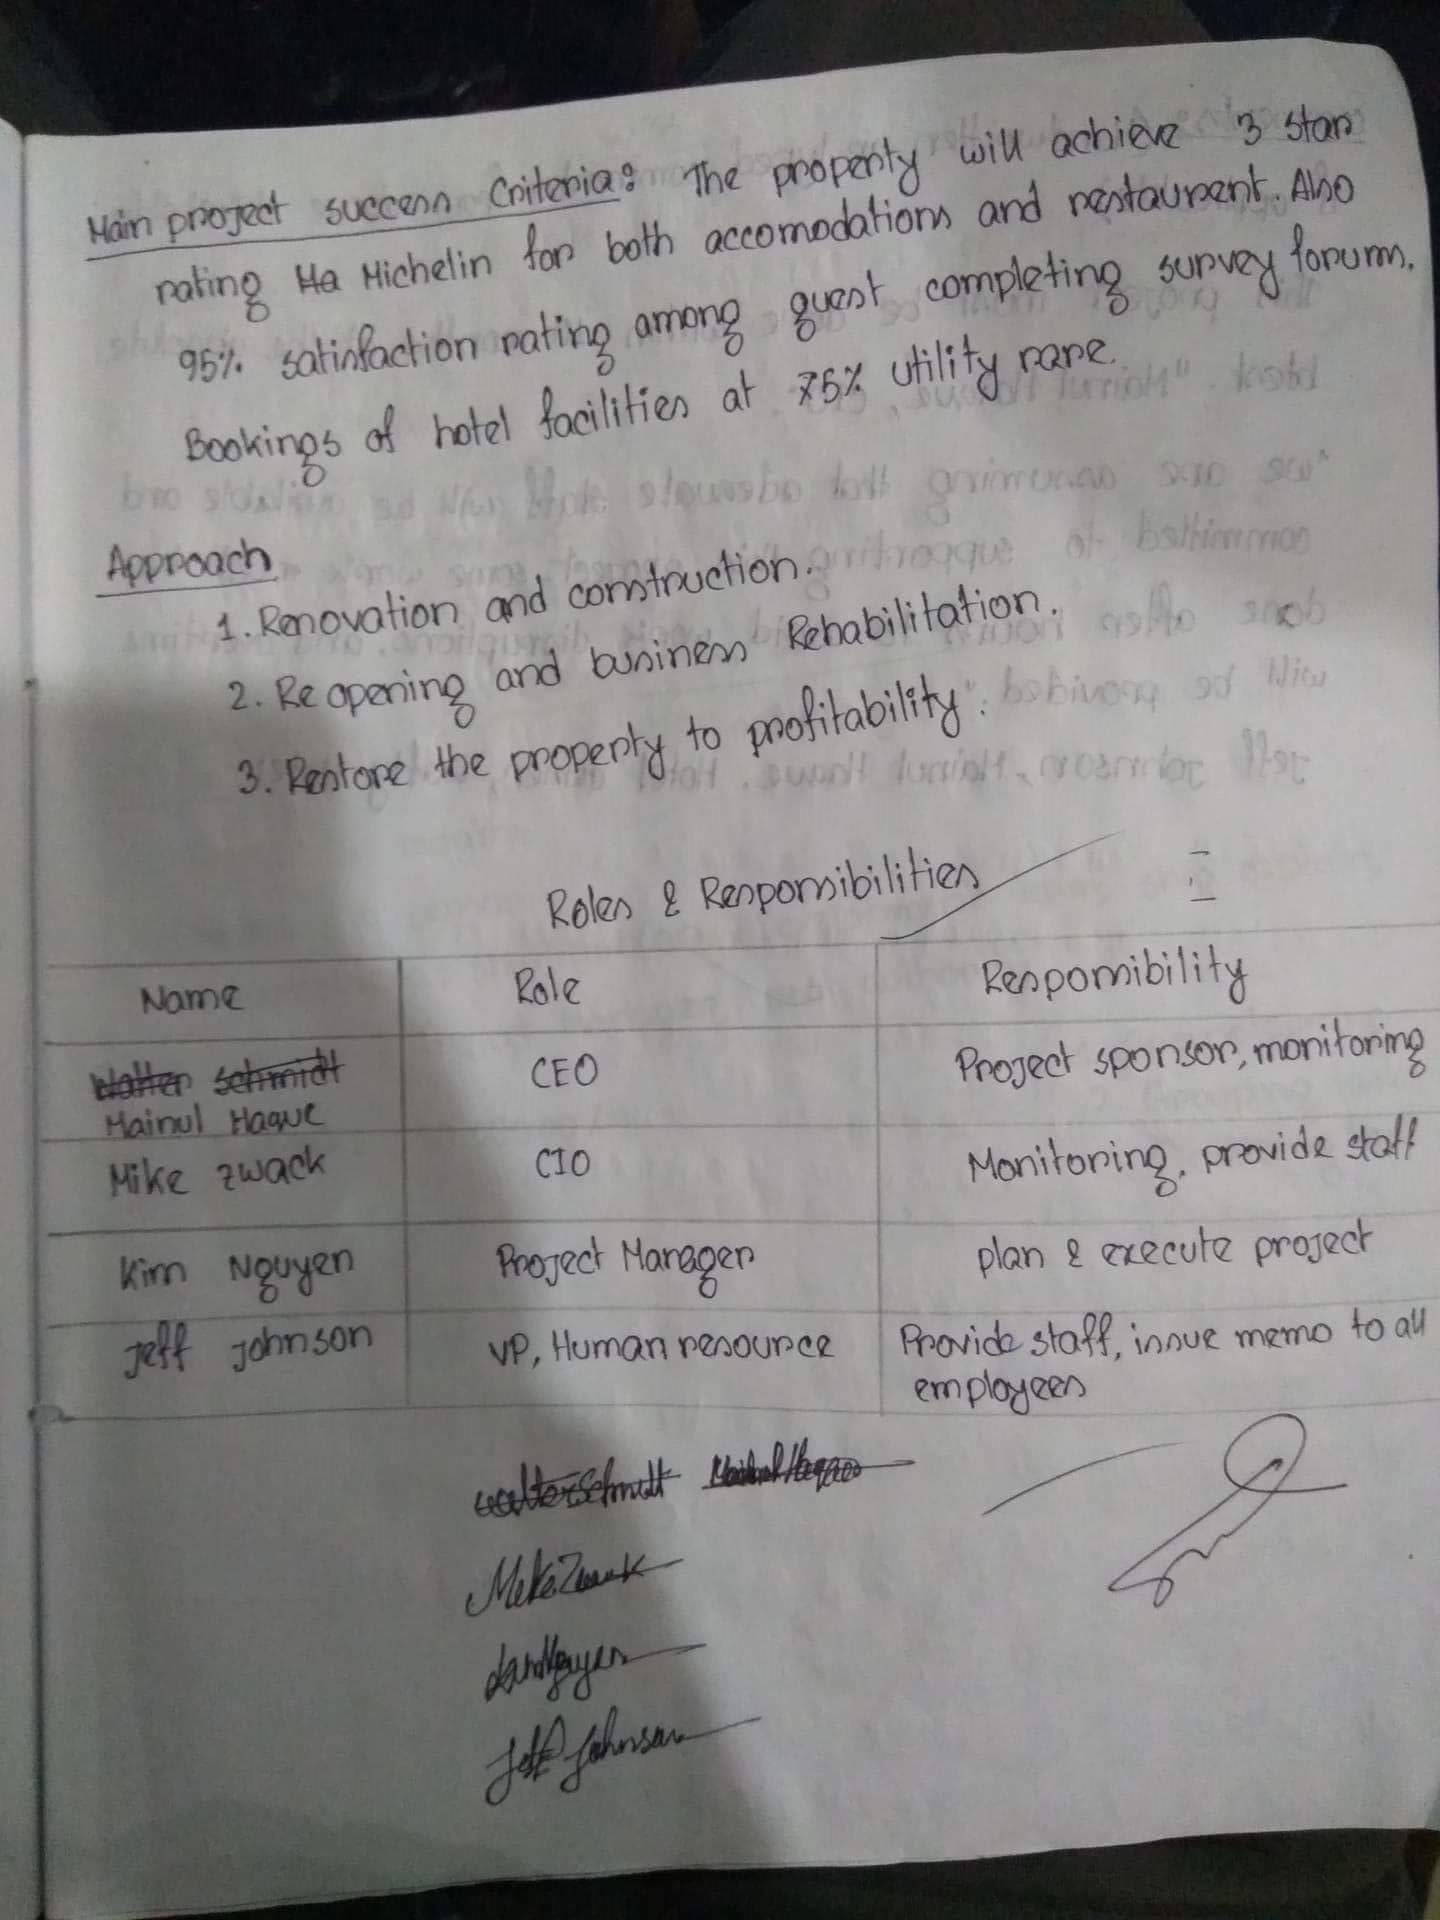 Main project success Criteria: The property will achieve 3 star
rating Ha Michelin for both accomodations and restaurent. Also
95% satisfaction rating among guest completing survey forums.
Bookings of hotel facilities at 75% utility rare.
Approach
1. Renovation and construction.
2. Re opening and business Rehabilitation.
3. Restore the property to profitability.
Roles & Responsibilities
Name Role Responsibility
Walter Schmidt CEO Project sponsor, monitoring
Mainul Haque
Mike Zwack CIO Monitoring, provide staff
Kim Nguyen Project Manager plan & execute project
Jeff Johnson VP, Human resource Provide staff, issue memo to all
employees
Walter Schmidt Mainul Haque
Mike Zwack
Nguyen
Jeff Johnson